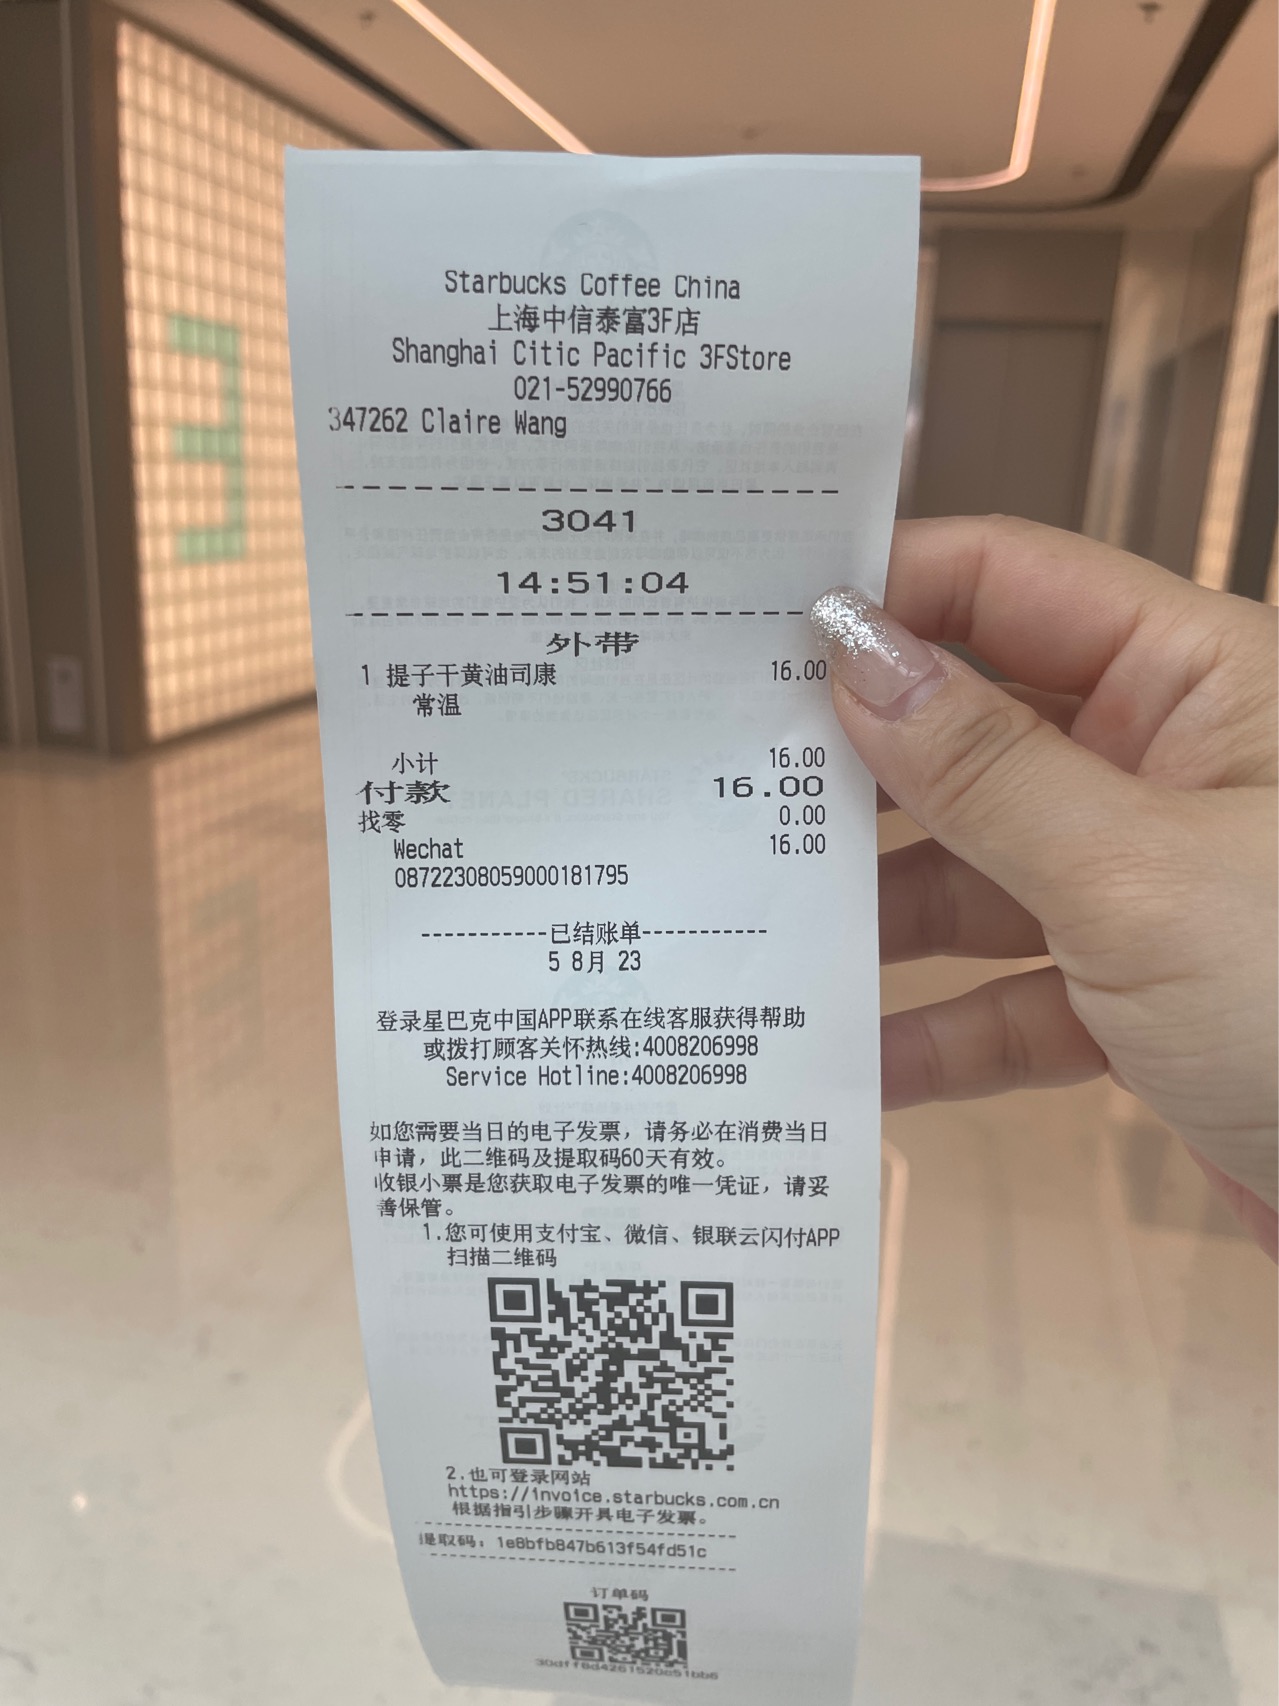 Starbucks Coffee China
上海中信泰富3F店
Shanghai Citic Pacific 3FStore
021-52990766
347262 Claire Wang
3041
14:51:04
外带
1 提子干黄油司康 16.00
常温
小计 16.00
付款 16.00
找零 0.00
Wechat 16.00
087223080590001817​95
-----------已结账单-----------
5 8月 23
登录星巴克中国APP联系在线客服获得帮助
或拨打顾客关怀热线:4008206998
Service Hotline:4008206998
如您需要当日的电子发票，请务必在消费当日
申请，此二维码及提取码60天有效。
收银小票是您获取电子发票的唯一凭证，请妥
善保管。
1.您可使用支付宝、微信、银联云闪付APP
扫描二维码
2.也可登录网站
https://invoice.starbucks.com.cn
根据指引步骤开具电子发票。
提取码：1e8bfb847b613f54fd51c
订单码
3